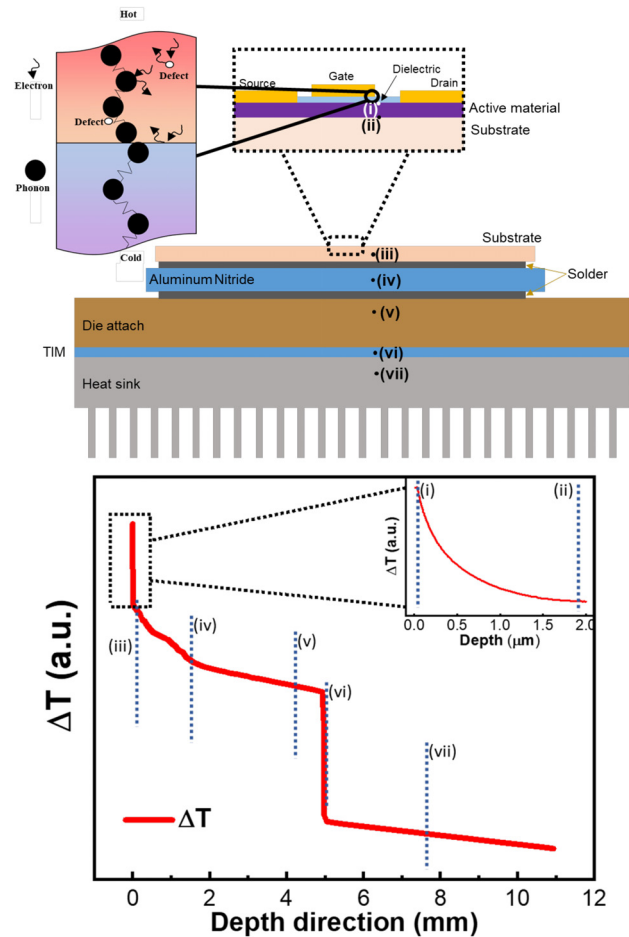 Hot
Electron
Defect
Defect
Phonon
Cold
Source
Gate
Dielectric
Drain
(i)
Active material
(ii)
Substrate
(iii)
Substrate
Aluminum Nitride
(iv)
Solder
(v)
Die attach
TIM
(vi)
(vii)
Heat sink
(i)
(ii)
ΔT (a.u.)
0.0 0.5 1.0 1.5 2.0
Depth (μm)
(iii)
(iv)
(v)
(vi)
(vii)
ΔT (a.u.)
ΔT
0 2 4 6 8 10 12
Depth direction (mm)